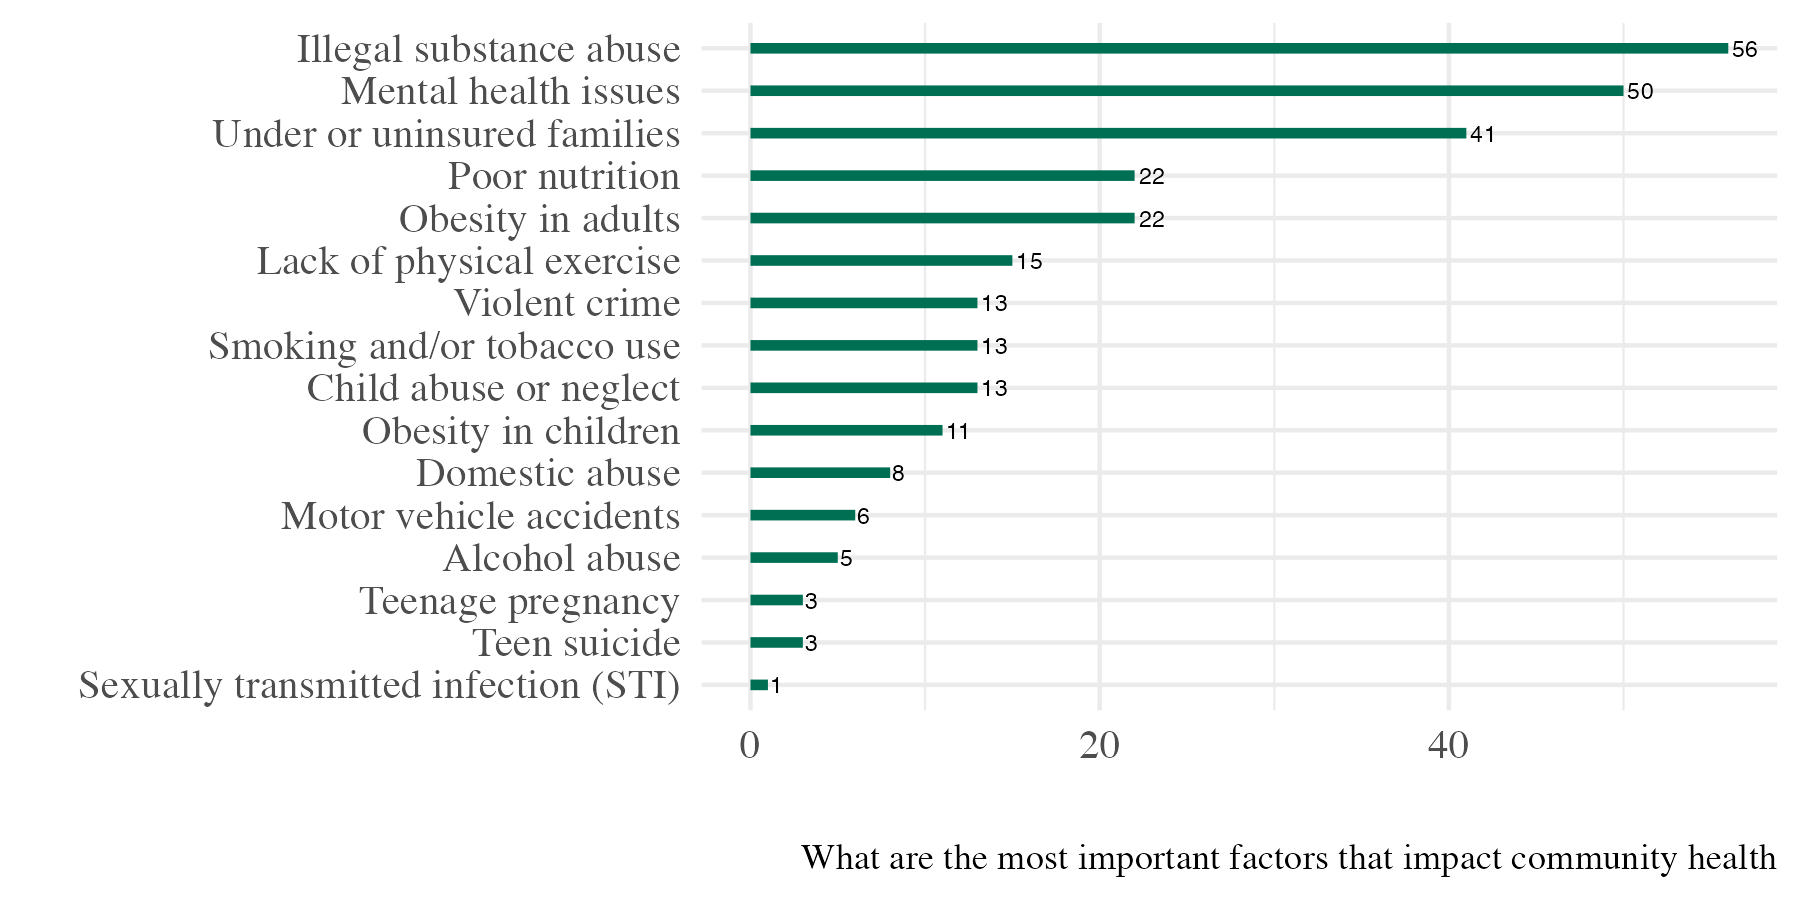 Illegal substance abuse 56
Mental health issues 50
Under or uninsured families 41
Poor nutrition 22
Obesity in adults 22
Lack of physical exercise 15
Violent crime 13
Smoking and/or tobacco use 13
Child abuse or neglect 13
Obesity in children 11
Domestic abuse 8
Motor vehicle accidents 6
Alcohol abuse 5
Teenage pregnancy 3
Teen suicide 3
Sexually transmitted infection (STI) 1
0 20 40
What are the most important factors that impact community health